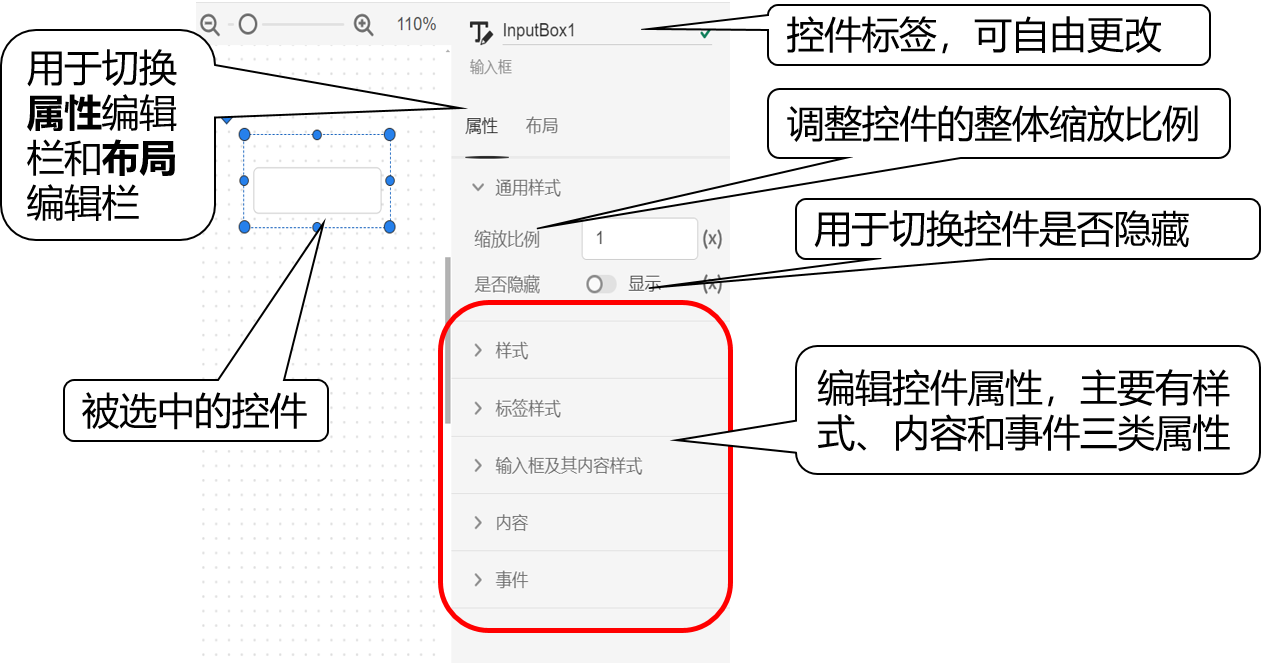 110%
InputBox1
输入框
属性 布局
通用样式
缩放比例 1 (x)
是否隐藏 显示 (x)
样式
标签样式
输入框及其内容样式
内容
事件
用于切换
属性编辑
栏和布局
编辑栏
被选中的控件
控件标签，可自由更改
调整控件的整体缩放比例
用于切换控件是否隐藏
编辑控件属性，主要有样
式、内容和事件三类属性